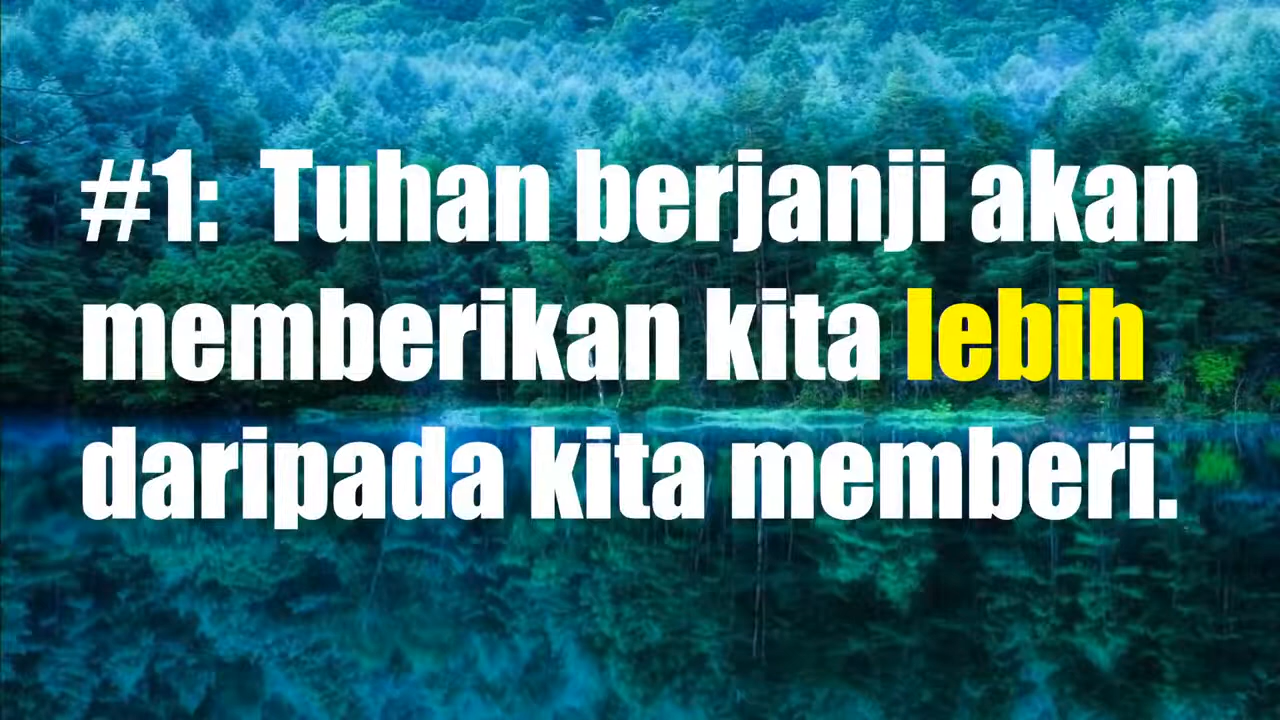 #1: Tuhan berjanji akan
memberikan kita lebih
daripada kita memberi.